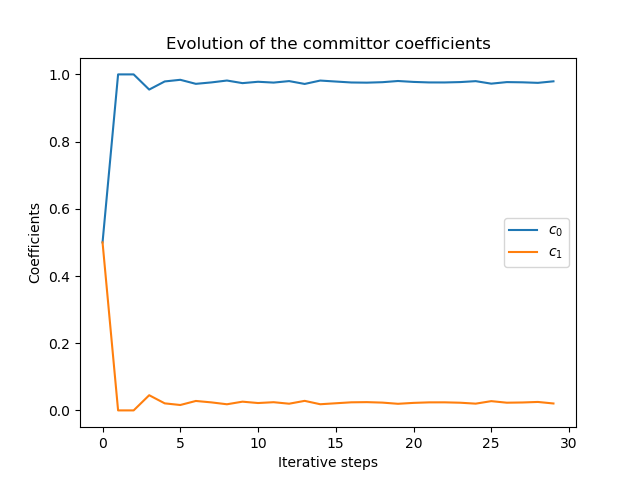 Evolution of the committor coefficients
1.0
0.8
0.6
0.4
0.2
0.0
Coefficients
c₀
c₁
0 5 10 15 20 25 30
Iterative steps